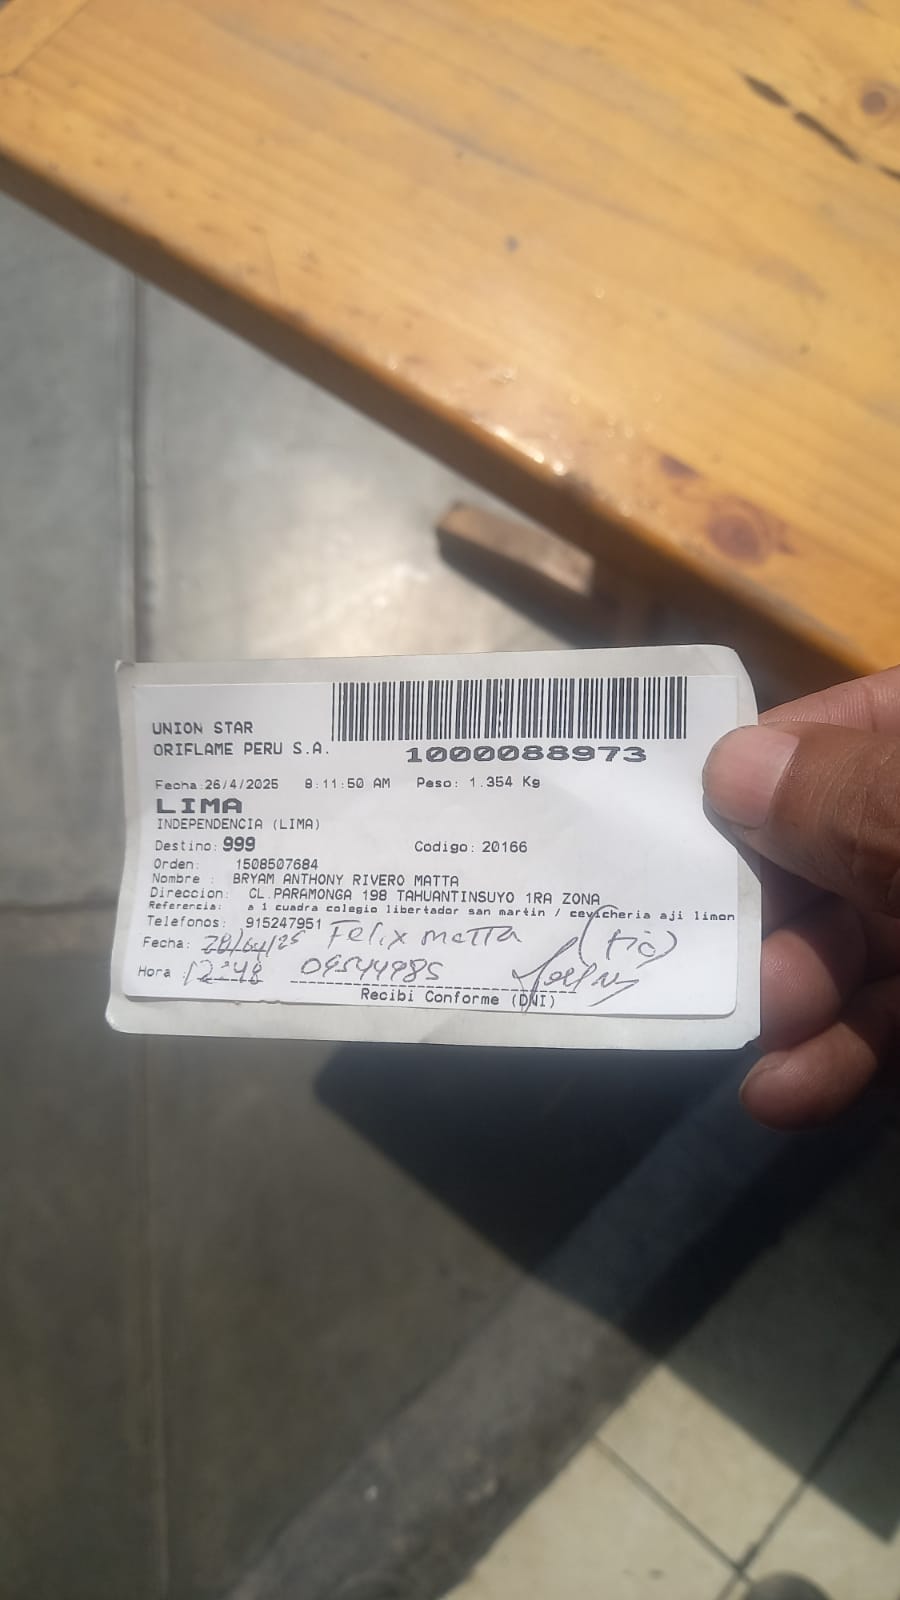 UNION STAR
ORIFLAME PERU S.A.
1000088973
Fecha:26/4/2025 8:11:50 AM Peso: 1.354 Kg
LIMA
INDEPENDENCIA (LIMA)
Destino: 999 Codigo: 20166
Orden: 1508507684
Nombre : BRYAM ANTHONY RIVERO MATTA
Direccion: CL.PARAMONGA 198 TAHUANTINSUYO 1RA ZONA
Referencia: a 1 cuadra colegio libertador san martin / cevicheria aji limon
Telefonos: 915247951
Fecha: 28/04/25 Felix matta (tio)
Hora : 12:48 09544985
Recibi Conforme (DNI)